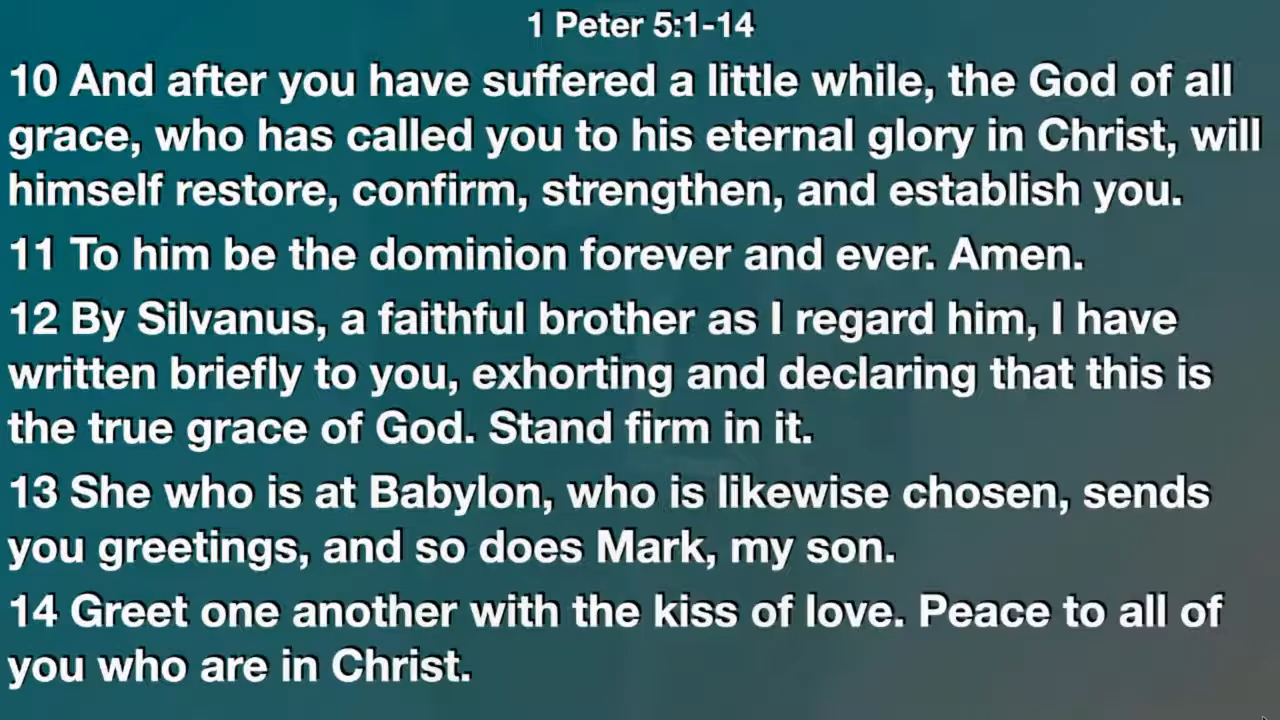 1 Peter 5:1-14
10 And after you have suffered a little while, the God of all
grace, who has called you to his eternal glory in Christ, will
himself restore, confirm, strengthen, and establish you.
11 To him be the dominion forever and ever. Amen.
12 By Silvanus, a faithful brother as I regard him, I have
written briefly to you, exhorting and declaring that this is
the true grace of God. Stand firm in it.
13 She who is at Babylon, who is likewise chosen, sends
you greetings, and so does Mark, my son.
14 Greet one another with the kiss of love. Peace to all of
you who are in Christ.